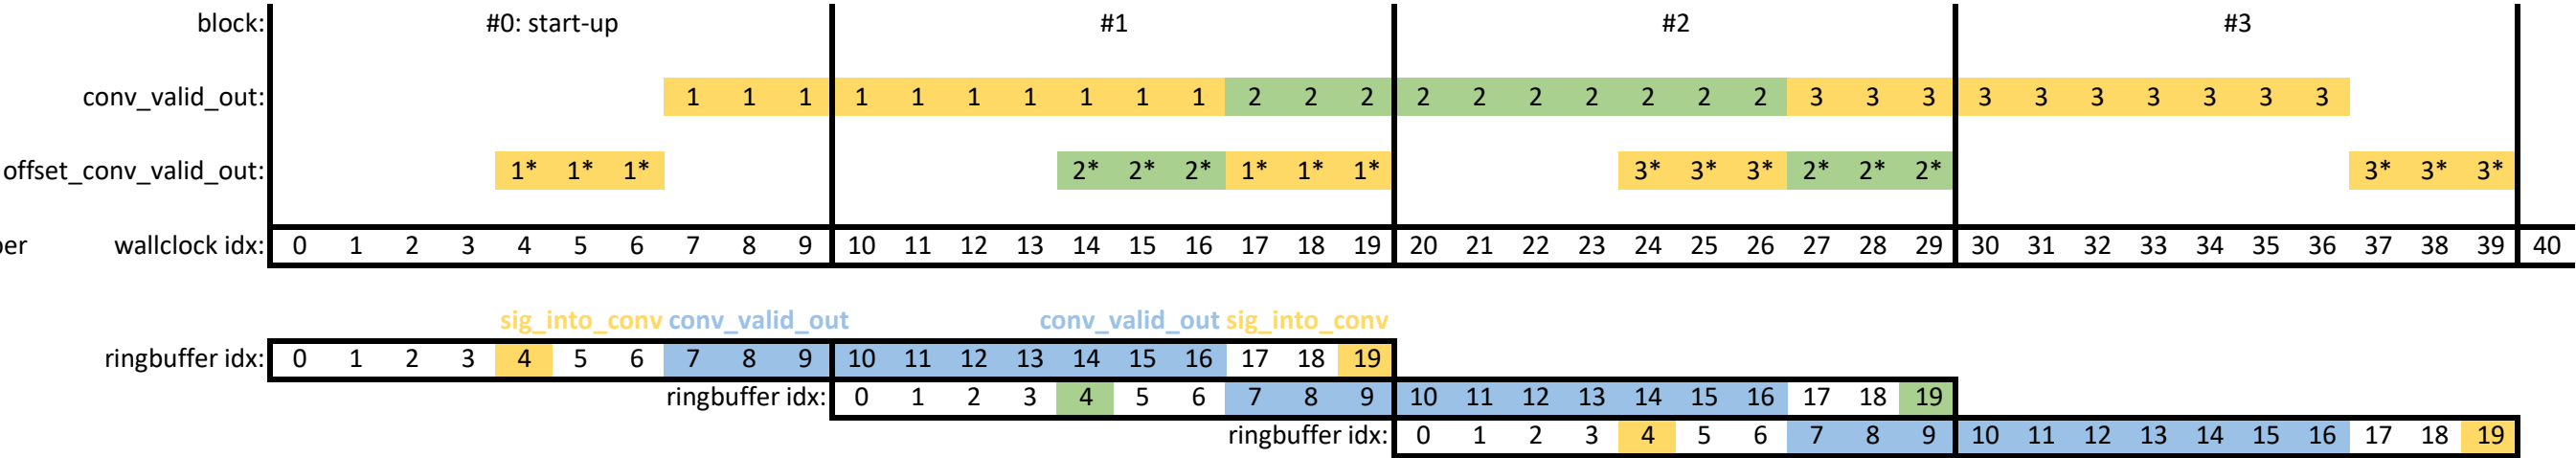 block: #0: start-up #1 #2 #3
conv_valid_out: 1 1 1 1 1 1 1 1 1 1 2 2 2 2 2 2 2 2 2 2 3 3 3 3 3 3 3 3 3 3
offset_conv_valid_out: 1* 1* 1* 2* 2* 2* 1* 1* 1* 3* 3* 3* 2* 2* 2* 3* 3* 3*
per wallclock idx: 0 1 2 3 4 5 6 7 8 9 10 11 12 13 14 15 16 17 18 19 20 21 22 23 24 25 26 27 28 29 30 31 32 33 34 35 36 37 38 39 40
sig_into_conv conv_valid_out conv_valid_out sig_into_conv
ringbuffer idx: 0 1 2 3 4 5 6 7 8 9 10 11 12 13 14 15 16 17 18 19
ringbuffer idx: 0 1 2 3 4 5 6 7 8 9 10 11 12 13 14 15 16 17 18 19
ringbuffer idx: 0 1 2 3 4 5 6 7 8 9 10 11 12 13 14 15 16 17 18 19